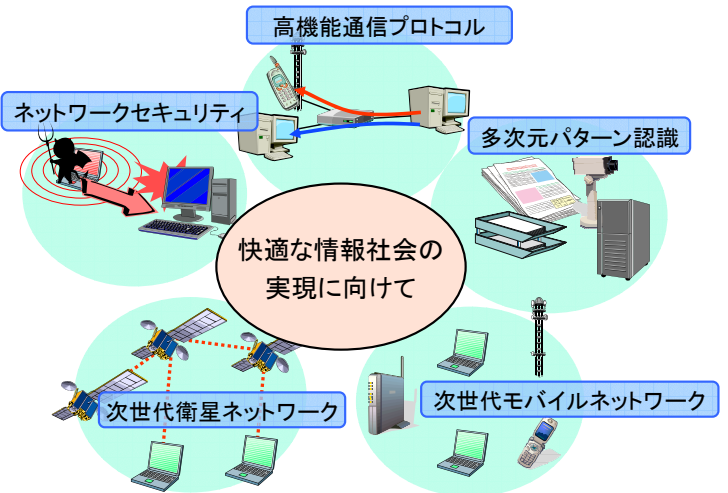 高機能通信プロトコル
ネットワークセキュリティ
多次元パターン認識
快適な情報社会の
実現に向けて
次世代衛星ネットワーク
次世代モバイルネットワーク